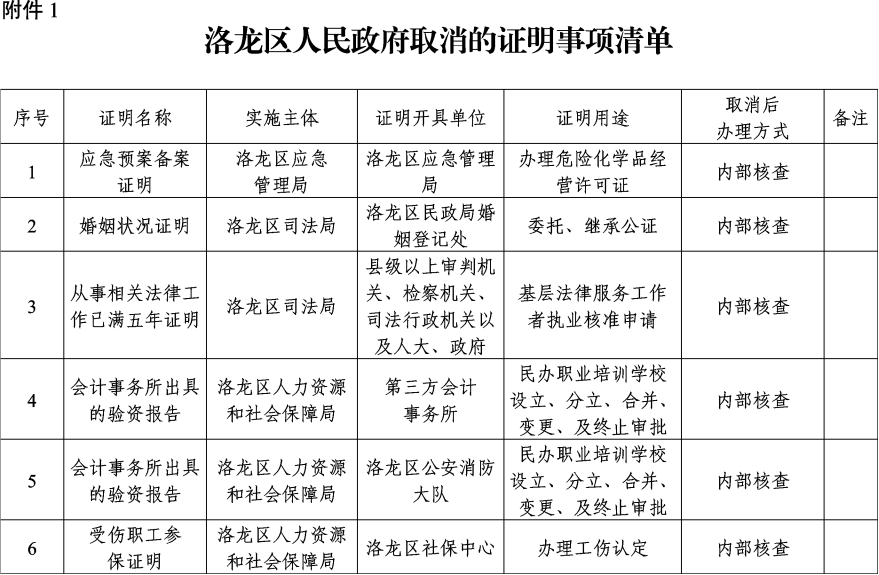 附件 1
洛龙区人民政府取消的证明事项清单
序号 证明名称 实施主体 证明开具单位 证明用途 取消后办理方式 备注
1 应急预案备案证明 洛龙区应急管理局 洛龙区应急管理局 办理危险化学品经营许可证 内部核查
2 婚姻状况证明 洛龙区司法局 洛龙区民政局婚姻登记处 委托、继承公证 内部核查
3 从事相关法律工作已满五年证明 洛龙区司法局 县级以上审判机关、检察机关、司法行政机关以及人大、政府 基层法律服务工作者执业核准申请 内部核查
4 会计事务所出具的验资报告 洛龙区人力资源和社会保障局 第三方会计事务所 民办职业培训学校设立、分立、合并、变更、及终止审批 内部核查
5 会计事务所出具的验资报告 洛龙区人力资源和社会保障局 洛龙区公安消防大队 民办职业培训学校设立、分立、合并、变更、及终止审批 内部核查
6 受伤职工参保证明 洛龙区人力资源和社会保障局 洛龙区社保中心 办理工伤认定 内部核查